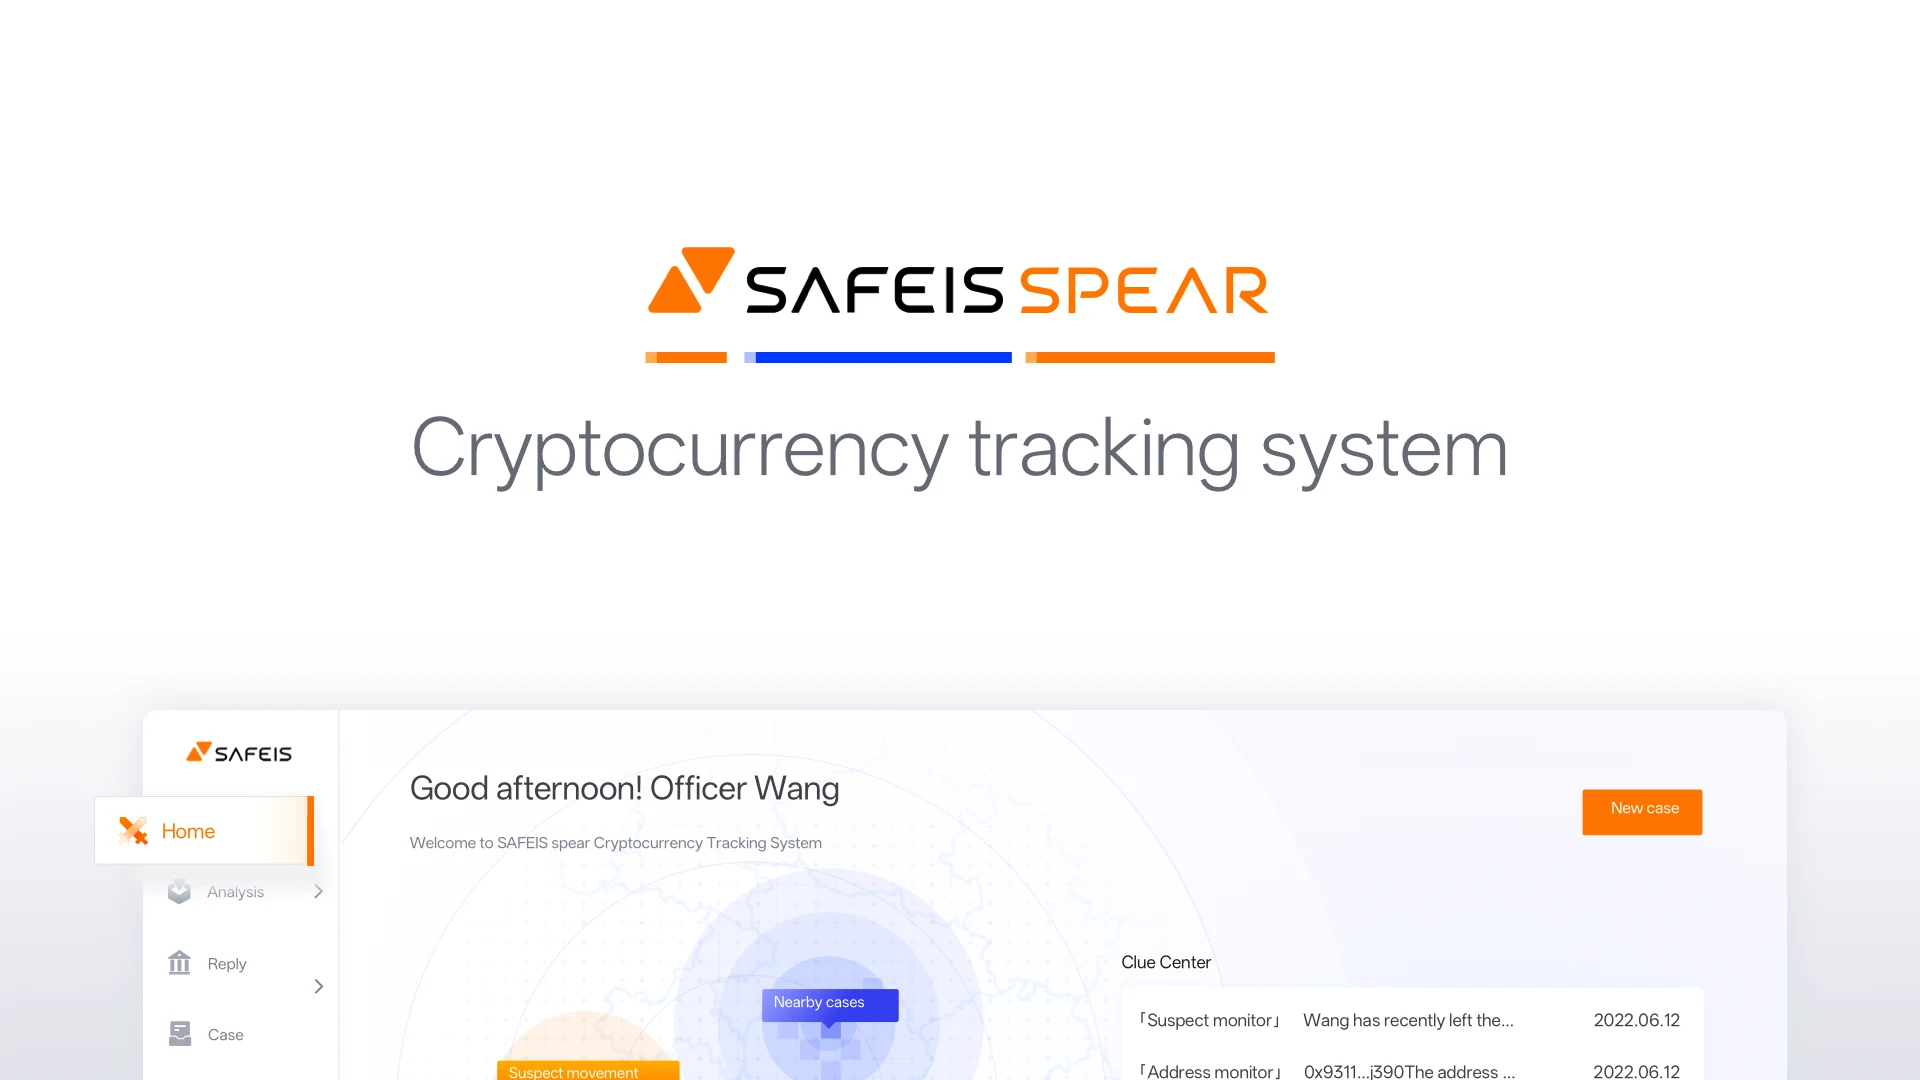 SAFEIS SPEAR
Cryptocurrency tracking system
SAFEIS
Home
Analysis
Reply
Case
Good afternoon! Officer Wang
Welcome to SAFEIS spear Cryptocurrency Tracking System
New case
Nearby cases
Suspect movement
Clue Center
「Suspect monitor」 Wang has recently left the... 2022.06.12
「Address monitor」 0x9311...j390The address ... 2022.06.12